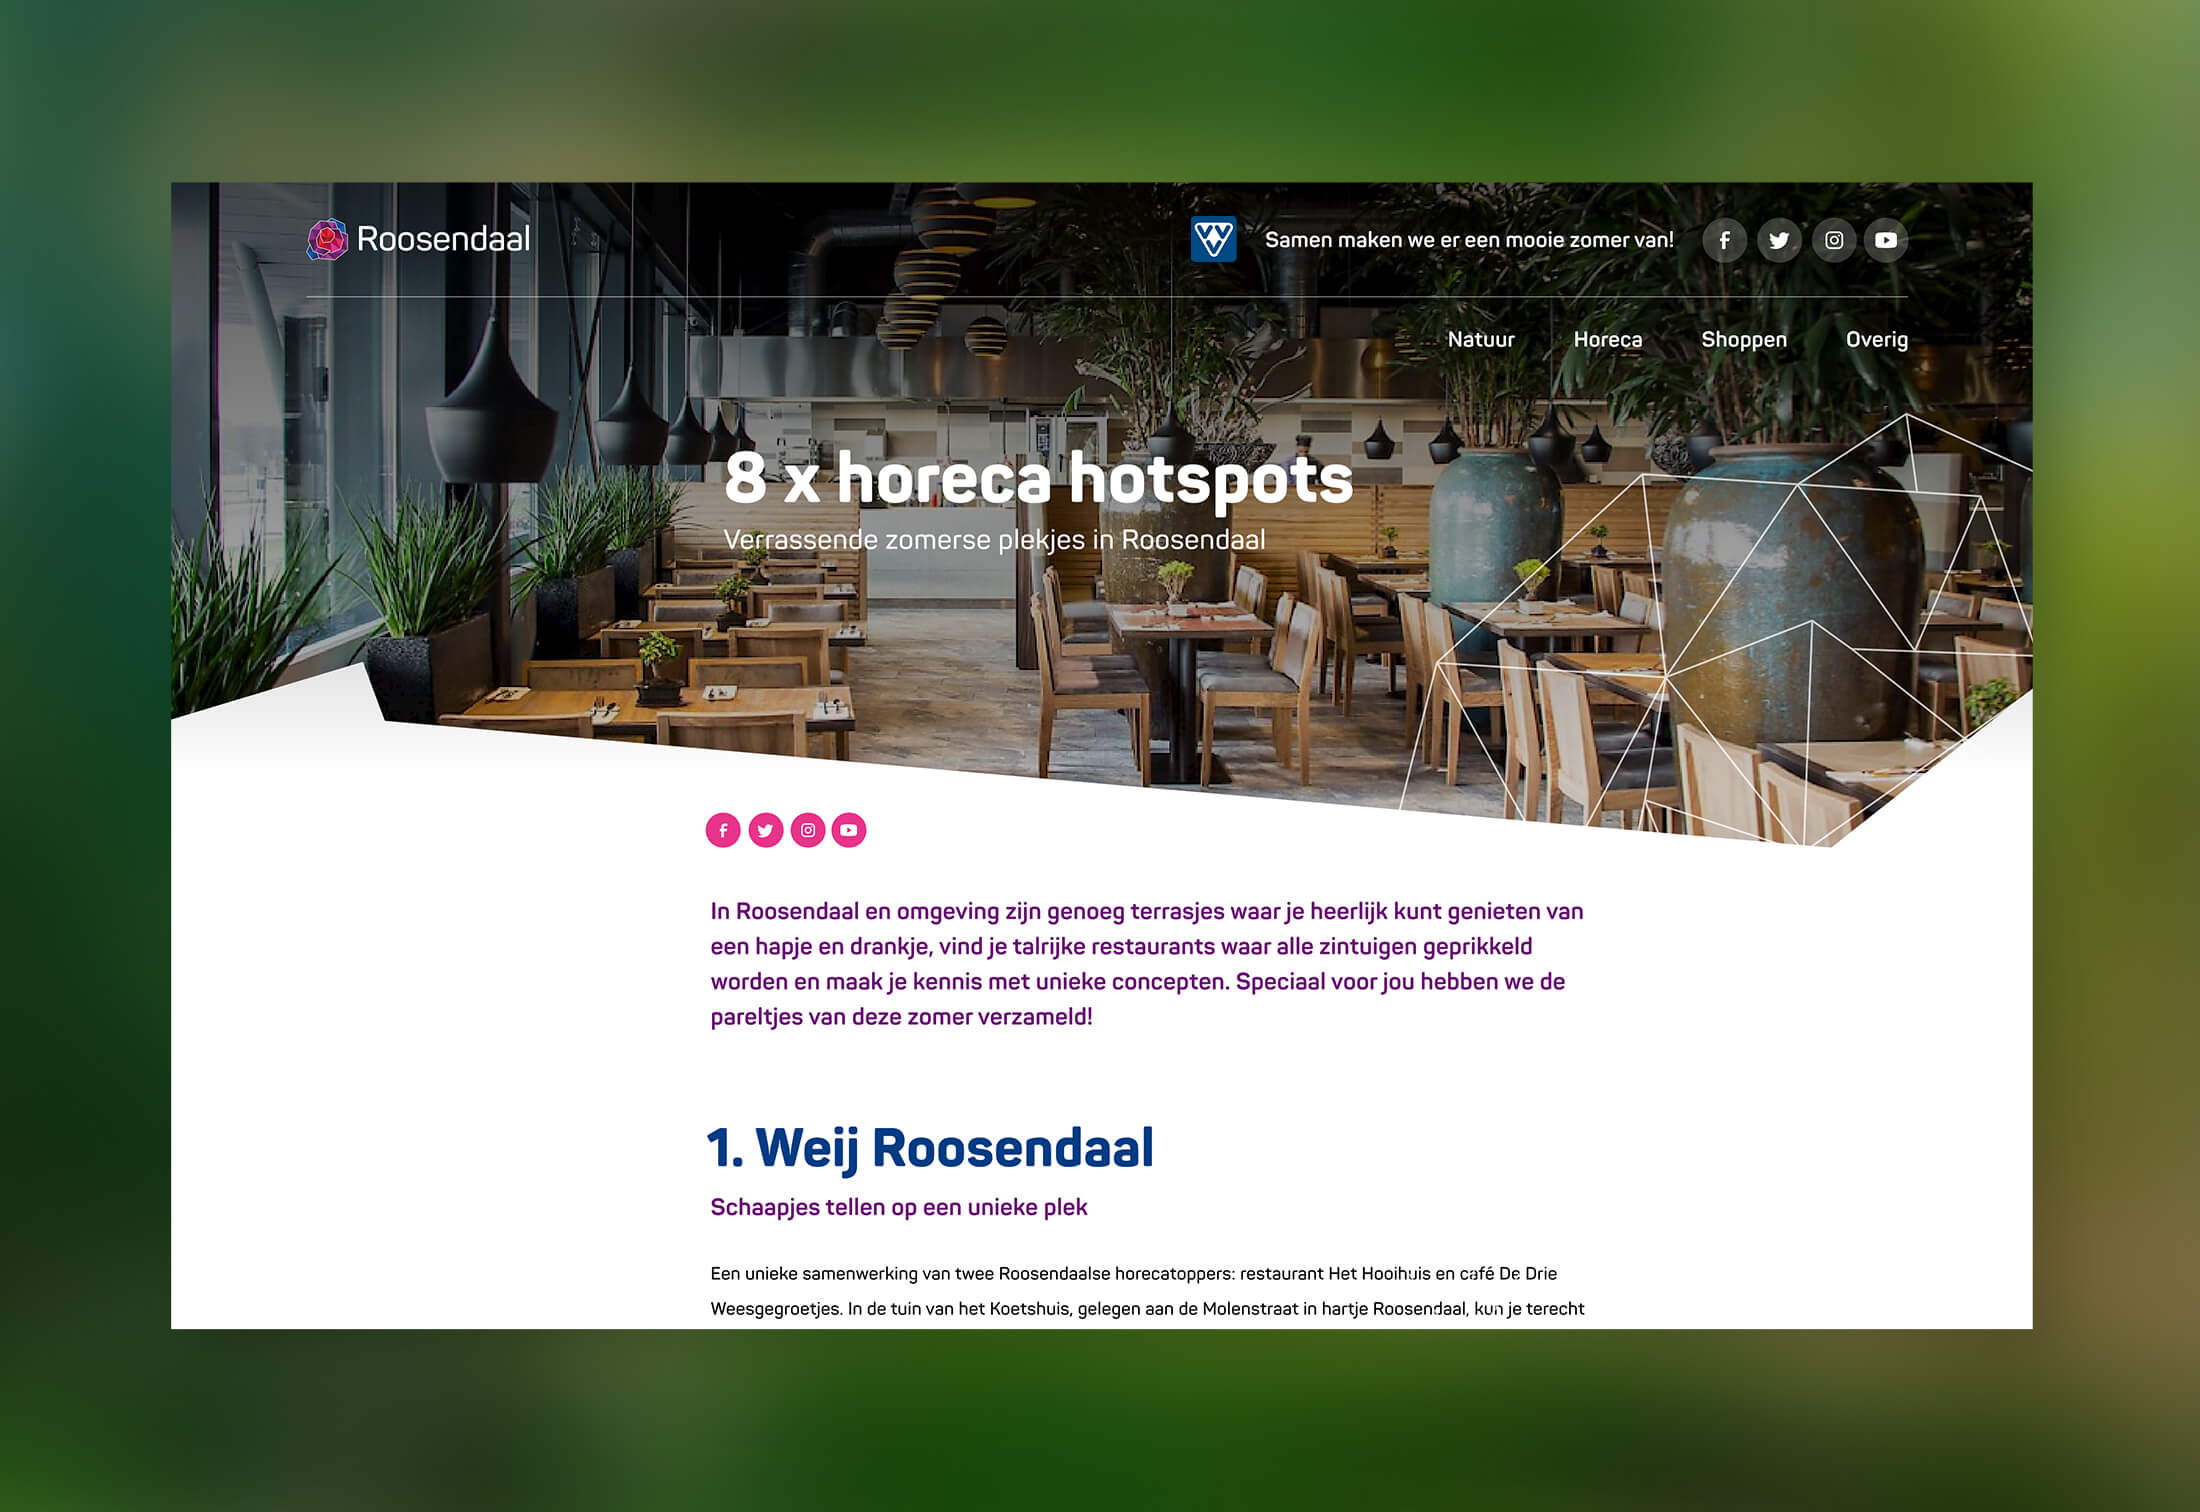 Roosendaal
Samen maken we er een mooie zomer van!
Natuur Horeca Shoppen Overig
8 x horeca hotspots
Verrassende zomerse plekjes in Roosendaal
In Roosendaal en omgeving zijn genoeg terrasjes waar je heerlijk kunt genieten van
een hapje en drankje, vind je talrijke restaurants waar alle zintuigen geprikkeld
worden en maak je kennis met unieke concepten. Speciaal voor jou hebben we de
pareltjes van deze zomer verzameld!
1. Weij Roosendaal
Schaapjes tellen op een unieke plek
Een unieke samenwerking van twee Roosendaalse horecatoppers: restaurant Het Hooihuis en café De Drie
Weesgegroetjes. In de tuin van het Koetshuis, gelegen aan de Molenstraat in hartje Roosendaal, kun je terecht